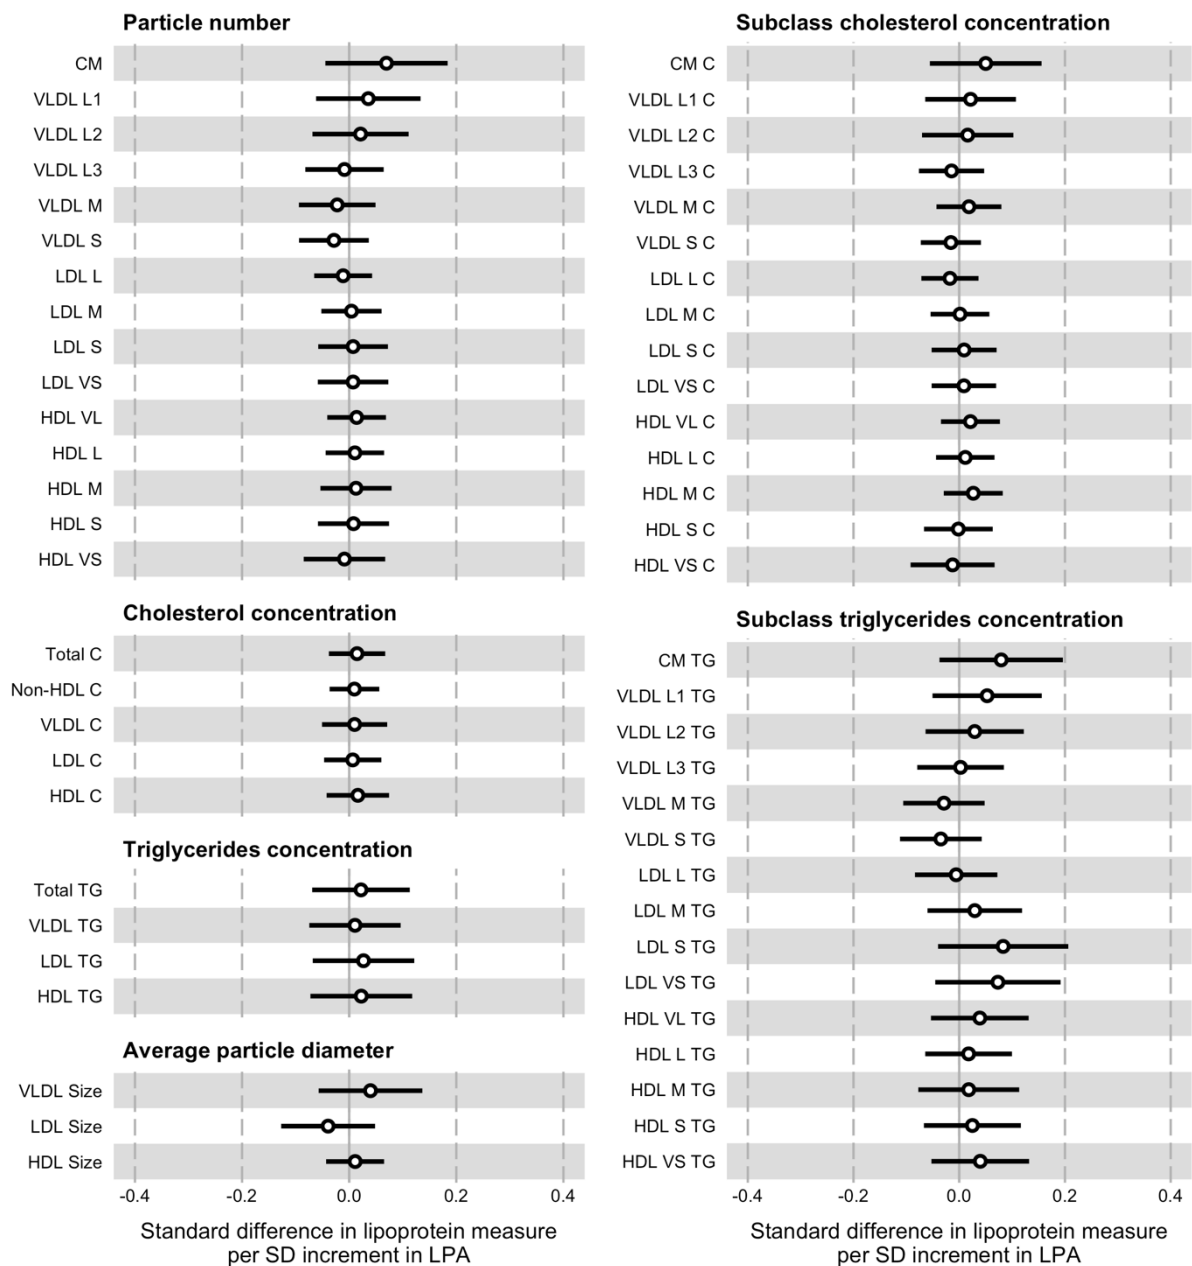 Particle number
CM
VLDL L1
VLDL L2
VLDL L3
VLDL M
VLDL S
LDL L
LDL M
LDL S
LDL VS
HDL VL
HDL L
HDL M
HDL S
HDL VS
Cholesterol concentration
Total C
Non-HDL C
VLDL C
LDL C
HDL C
Triglycerides concentration
Total TG
VLDL TG
LDL TG
HDL TG
Average particle diameter
VLDL Size
LDL Size
HDL Size
-0.4 -0.2 0.0 0.2 0.4
Standard difference in lipoprotein measure
per SD increment in LPA
Subclass cholesterol concentration
CM C
VLDL L1 C
VLDL L2 C
VLDL L3 C
VLDL M C
VLDL S C
LDL L C
LDL M C
LDL S C
LDL VS C
HDL VL C
HDL L C
HDL M C
HDL S C
HDL VS C
Subclass triglycerides concentration
CM TG
VLDL L1 TG
VLDL L2 TG
VLDL L3 TG
VLDL M TG
VLDL S TG
LDL L TG
LDL M TG
LDL S TG
LDL VS TG
HDL VL TG
HDL L TG
HDL M TG
HDL S TG
HDL VS TG
-0.4 -0.2 0.0 0.2 0.4
Standard difference in lipoprotein measure
per SD increment in LPA